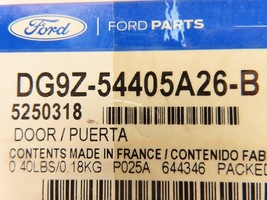 Ford
FORD PARTS
DG9Z-54405A26-B
5250318
DOOR / PUERTA
CONTENTS MADE IN FRANCE / CONTENIDO FAB
0.40LBS/0.18KG P025A 644346 PACKED